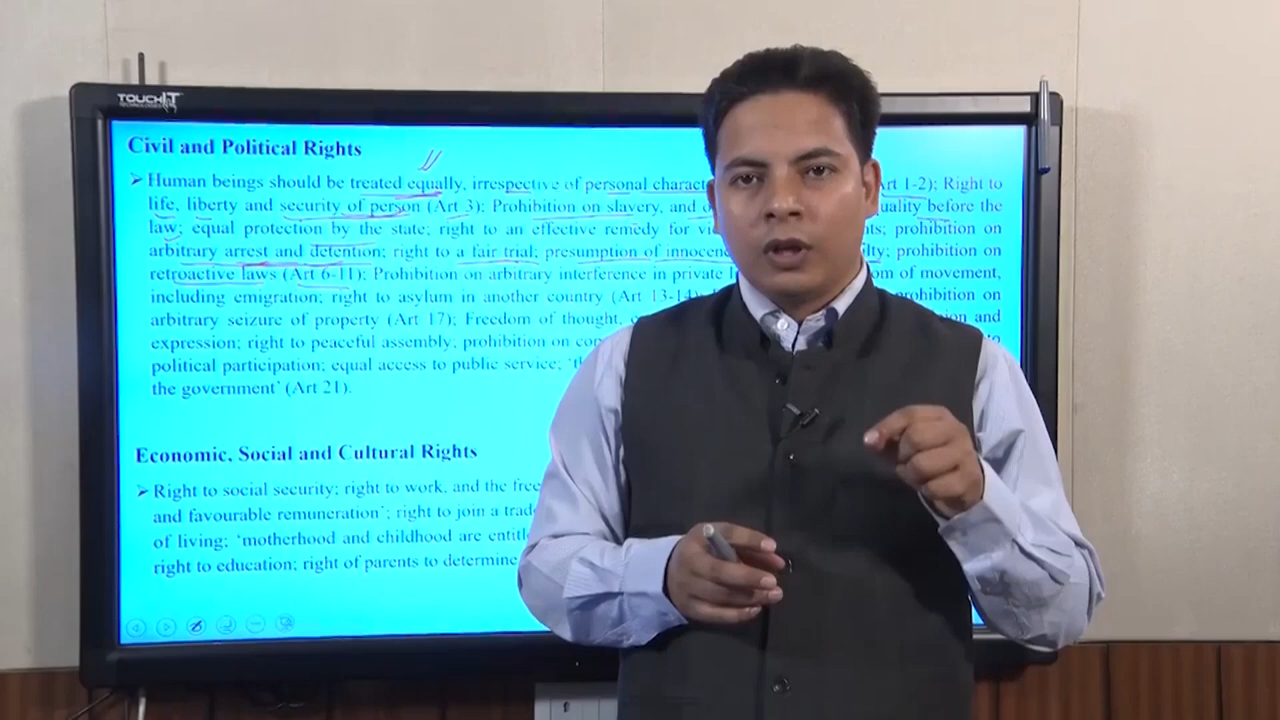 TOUCHIT
TECHNOLOGIES
Civil and Political Rights
➢ Human beings should be treated equally, irrespective of personal charact Art 1-2); Right to
life, liberty and security of person (Art 3); Prohibition on slavery, and uality before the
law; equal protection by the state; right to an effective remedy for vi ts; prohibition on
arbitrary arrest and detention; right to a fair trial; presumption of innocen lty; prohibition on
retroactive laws (Art 6-11); Prohibition on arbitrary interference in private om of movement,
including emigration; right to asylum in another country (Art 13-14) prohibition on
arbitrary seizure of property (Art 17); Freedom of thought, ion and
expression; right to peaceful assembly, prohibition on to
political participation; equal access to public service;
the government' (Art 21).
Economic, Social and Cultural Rights
➢ Right to social security; right to work, and the free
and favourable remuneration'; right to join a trad
of living; 'motherhood and childhood are entitl
right to education; right of parents to determine